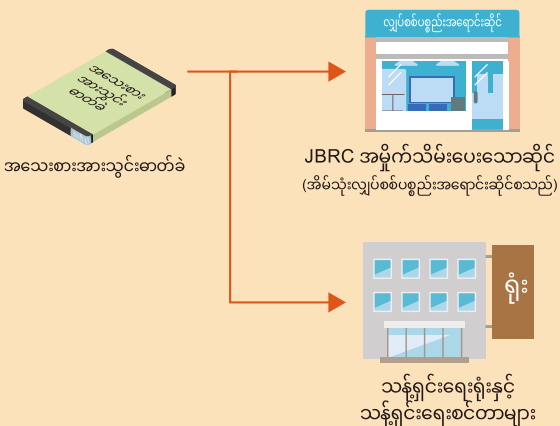 လျှပ်စစ်ပစ္စည်းအရောင်းဆိုင်
အသေးစား
အားသွင်း
ဓာတ်ခဲ
အသေးစားအားသွင်းဓာတ်ခဲ
JBRC အမှိုက်သိမ်းပေးသောဆိုင်
(အိမ်သုံးလျှပ်စစ်ပစ္စည်းအရောင်းဆိုင်စသည်)
ရုံး
သန့်ရှင်းရေးရုံးနှင့်
သန့်ရှင်းရေးစင်တာများ